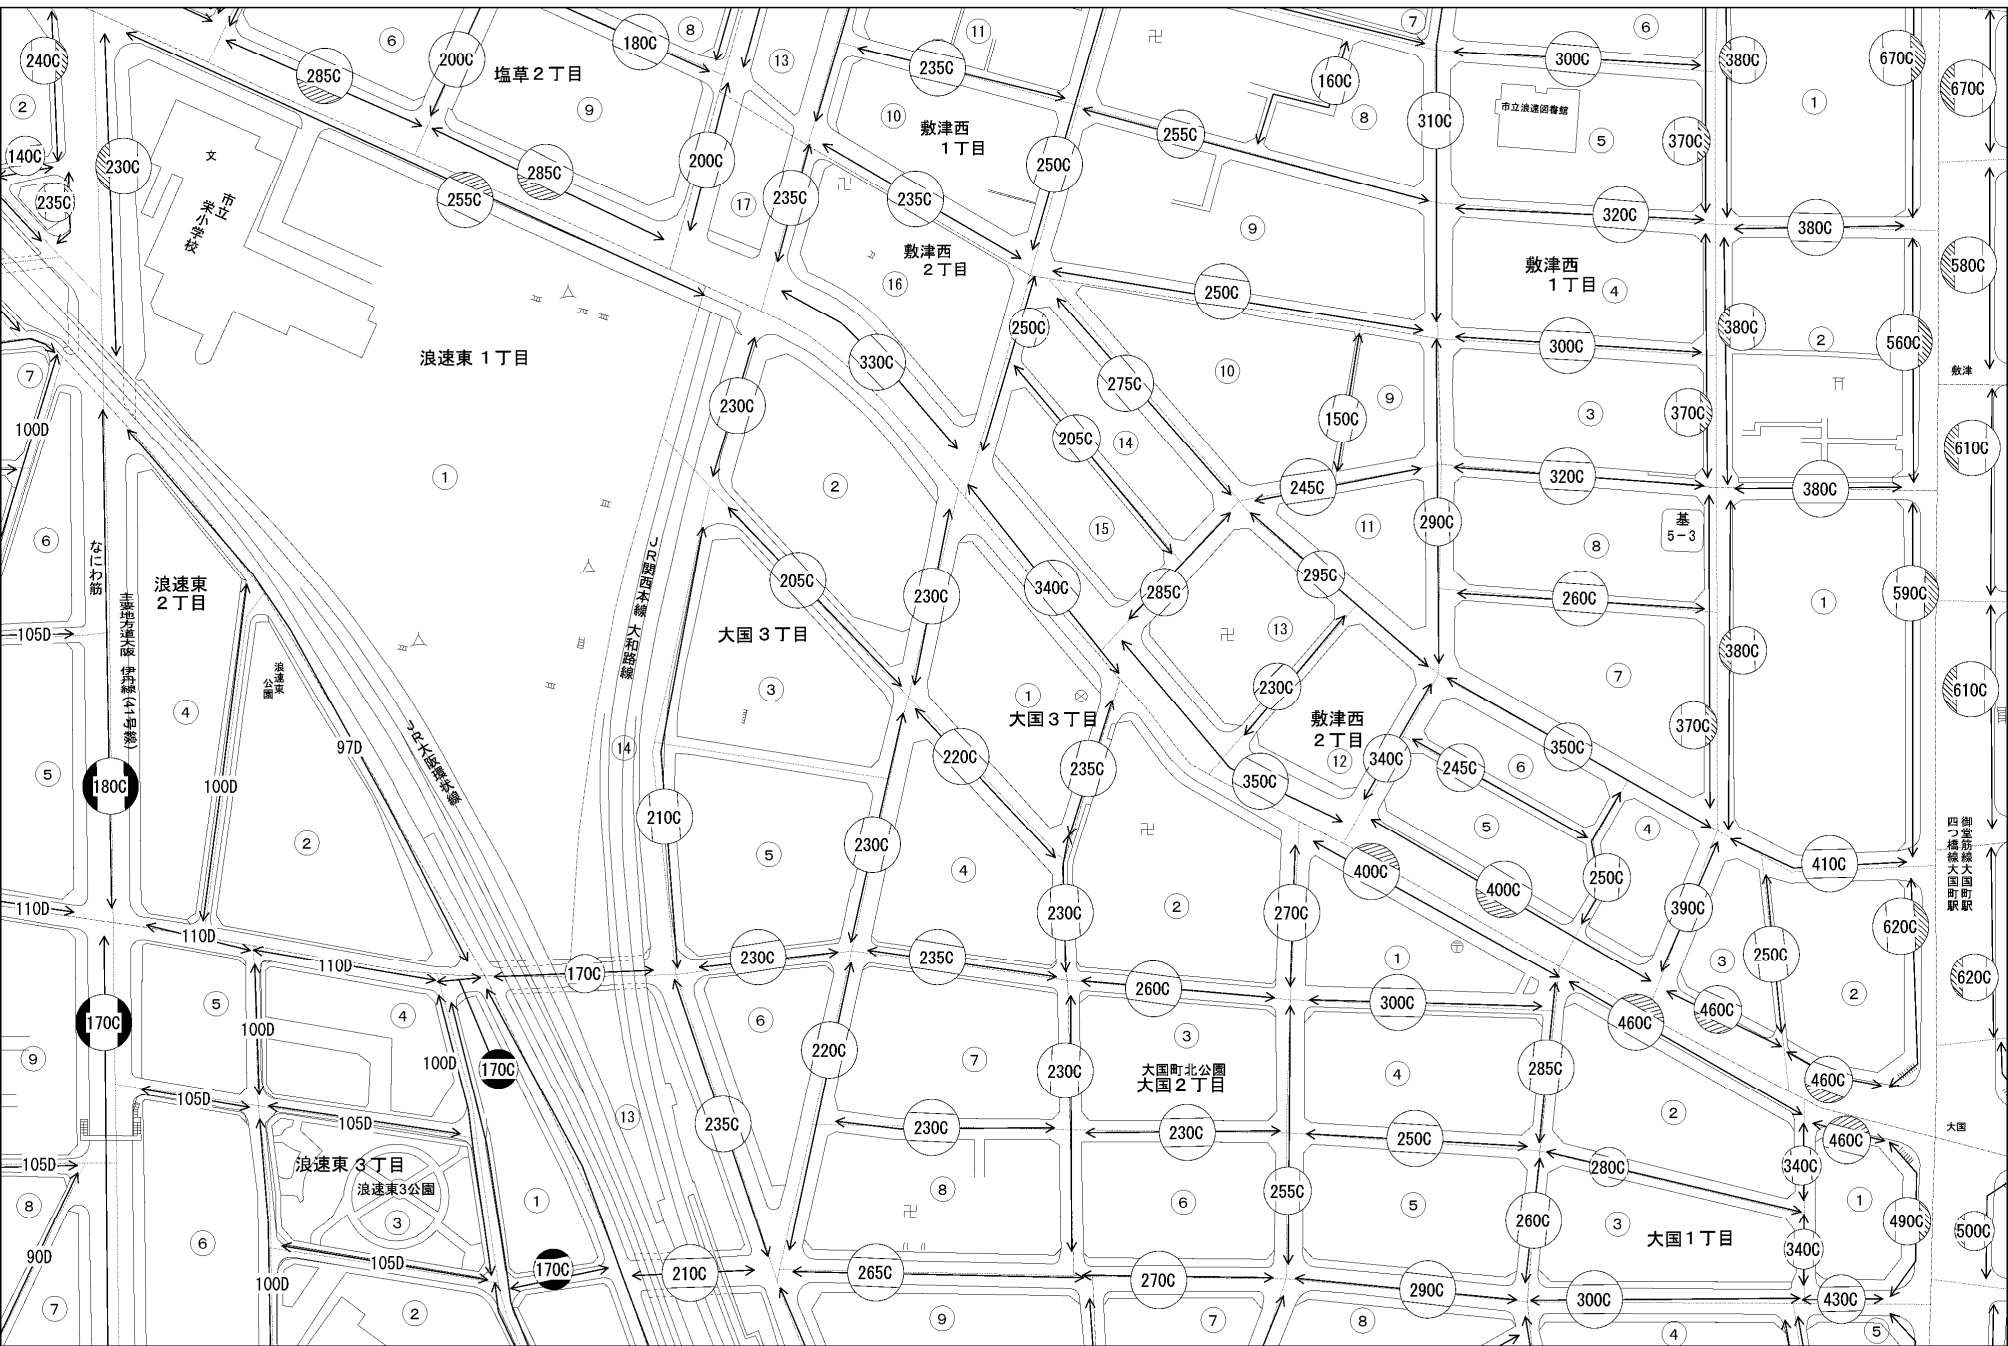 7
6
⑪
8
6
240C
285C
200C
180C
塩草2丁目
13
235C
160C
300C
380C
670C
670C
2
9
10
敷津西
1丁目
255C
8
310C
市立浪速図書館
5
1
140C
230C
文
市立
栄小学校
255C
285C
200C
235C
235C
250C
370C
235C
17
320C
380C
敷津西
2丁目
16
9
敷津西
1丁目
4
580C
250C
250C
380C
560C
浪速東1丁目
330C
300C
2
敷津
7
10
9
275C
230C
150C
3
370C
100D
205C
14
610C
1
2
245C
320C
380C
15
11
290C
基
5-3
6
8
なにわ筋
主要地方道大阪 伊丹線(41号線)
浪速東
2丁目
JR関西本線 大和路線
205C
230C
340C
285C
295C
260C
590C
1
105D
大国3丁目
13
380C
浪速東
公園
7
4
3
1
大国3丁目
230C
610C
敷津西
2丁目
12
370C
97D
JR大阪環状線
14
220C
235C
340C
350C
5
180C
100D
350C
245C
6
210C
230C
5
4
2
5
4
410C
御堂筋線大国町駅
四つ橋線大国町駅
400C
400C
250C
390C
110D
110D
230C
2
270C
250C
620C
110D
170C
230C
235C
260C
1
300C
3
620C
5
4
6
460C
460C
2
170C
100D
9
100D
170C
220C
7
230C
3
大国町北公園
大国2丁目
285C
4
460C
105D
105D
13
235C
230C
230C
250C
2
大国
460C
105D
浪速東3丁目
浪速東3公園
3
1
8
6
255C
280C
340C
1
8
5
260C
3
大国1丁目
490C
500C
6
340C
90D
105D
100D
170C
210C
265C
270C
290C
300C
430C
7
2
9
7
8
4
5